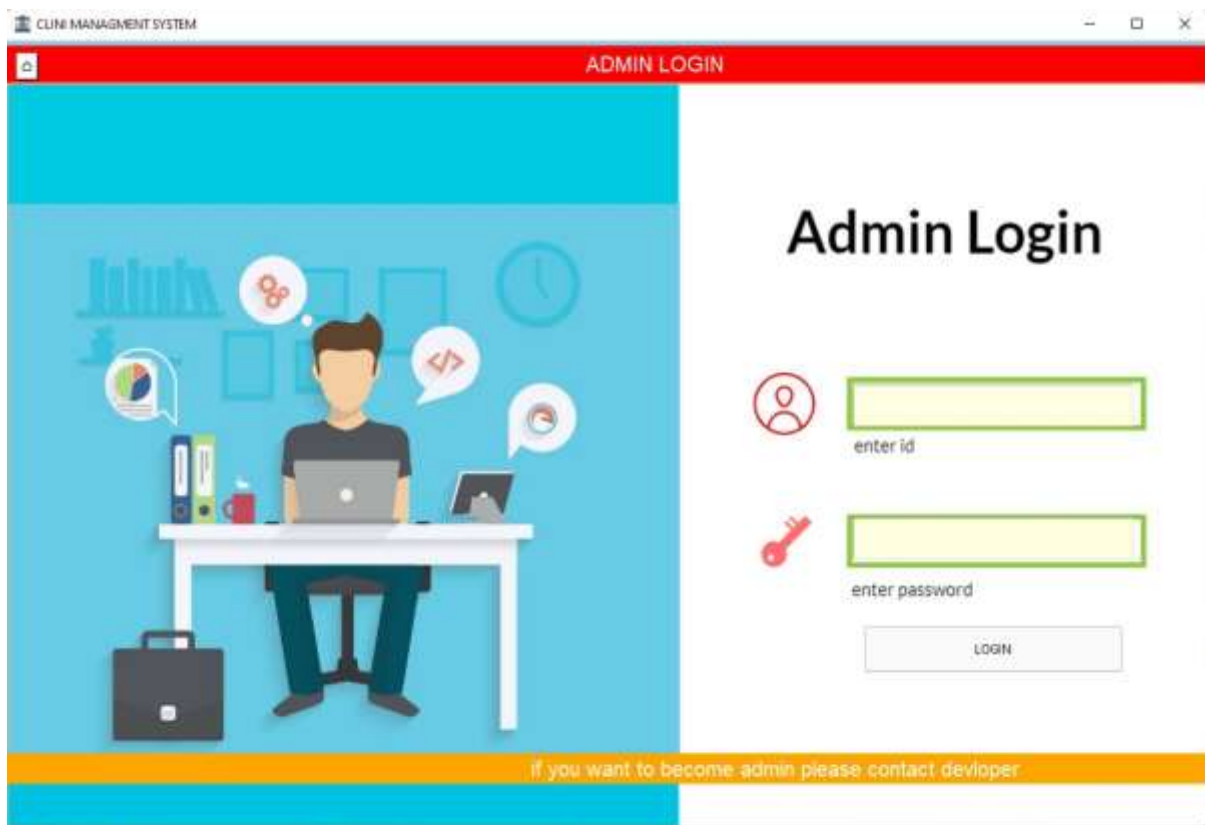 CLINI MANAGMENT SYSTEM
ADMIN LOGIN
Admin Login
</>
enter id
enter password
LOGIN
if you want to become admin please contact devloper